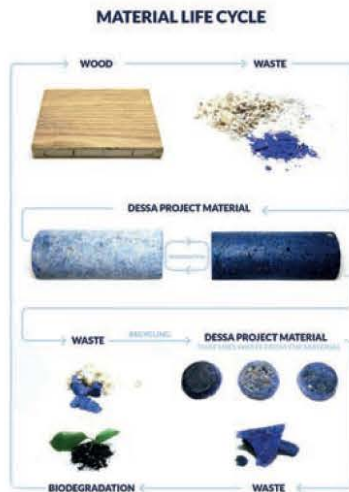 MATERIAL LIFE CYCLE
WOOD
WASTE
DESSA PROJECT MATERIAL
WASTE
RECYCLING
DESSA PROJECT MATERIAL
BIODEGRADATION
WASTE